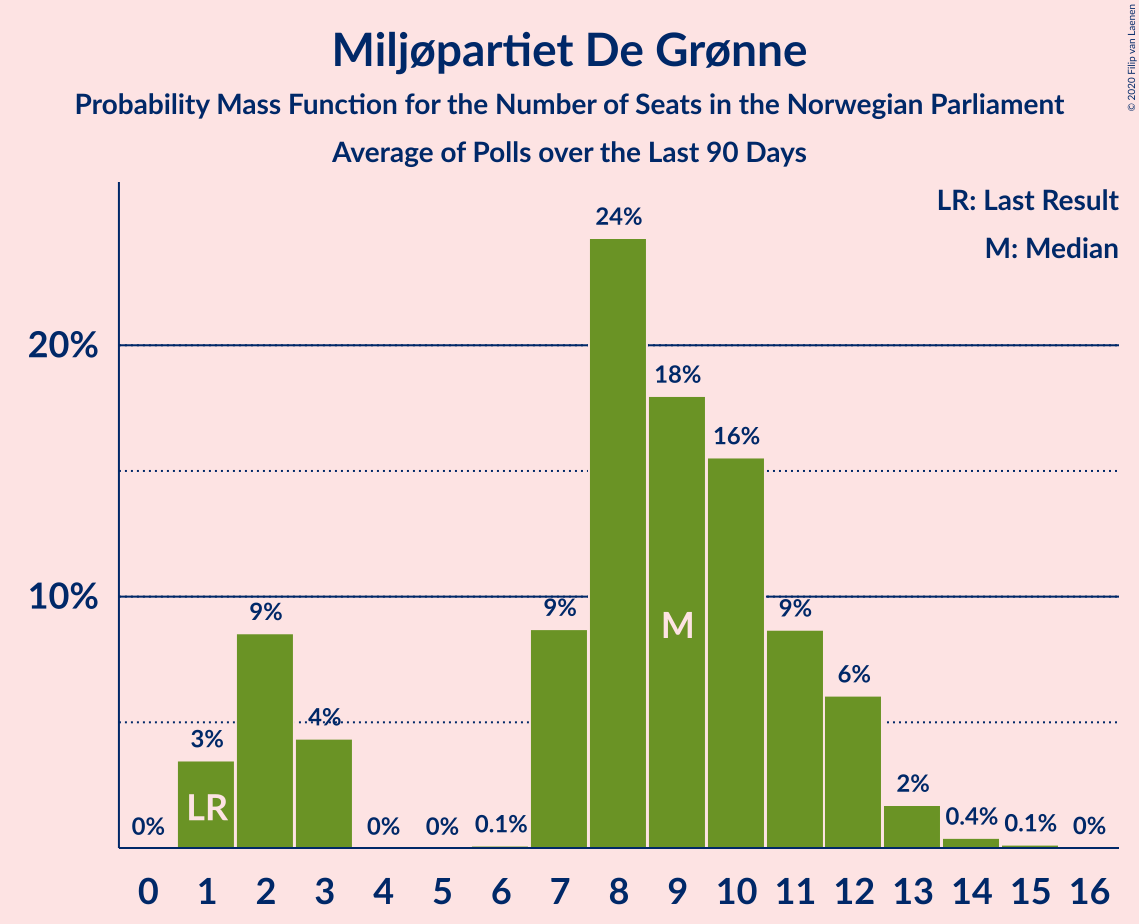 Miljøpartiet De Grønne
Probability Mass Function for the Number of Seats in the Norwegian Parliament
Average of Polls over the Last 90 Days
© 2020 Filip van Laenen
LR: Last Result
M: Median
20%
10%
0%
3%
9%
4%
0%
0%
0.1%
9%
24%
18%
16%
9%
6%
2%
0.4%
0.1%
0%
LR
M
0 1 2 3 4 5 6 7 8 9 10 11 12 13 14 15 16